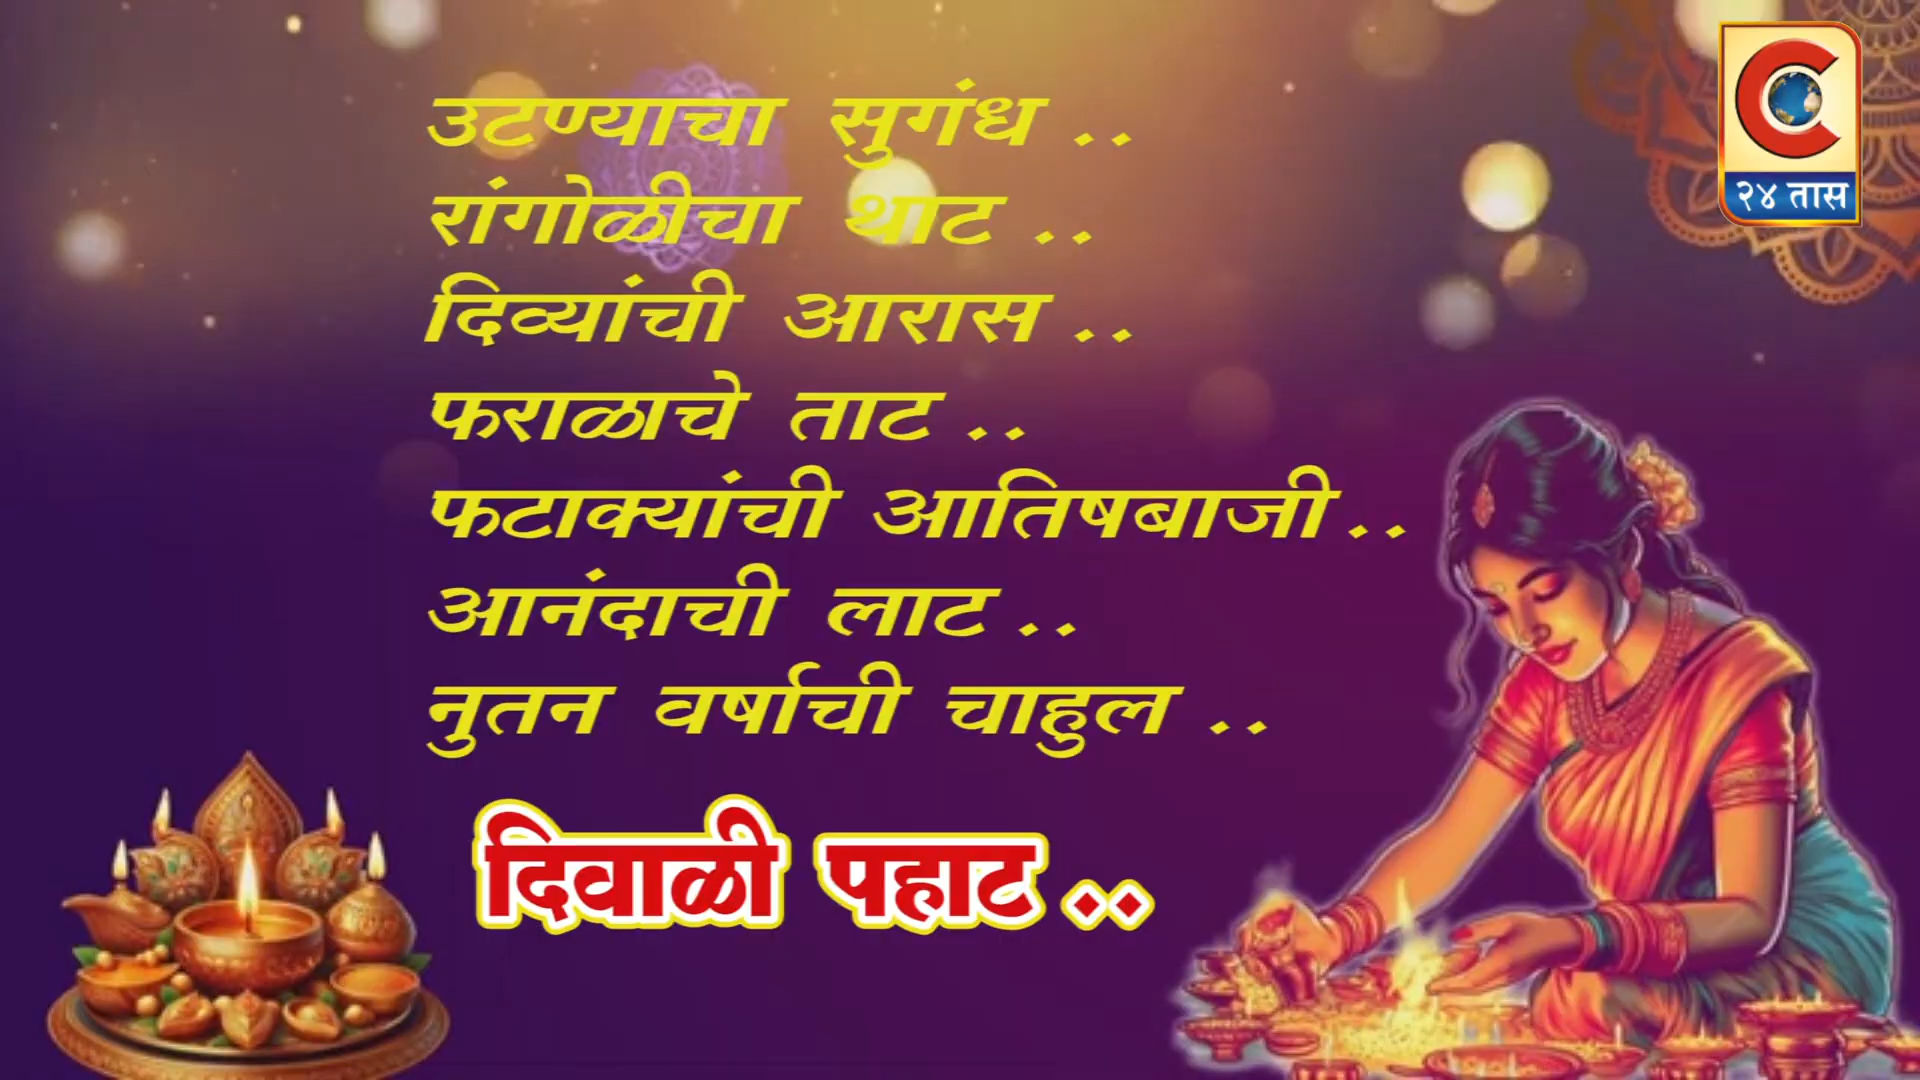 उटण्याचा सुगंध ..
रांगोळीचा थाट ..
दिव्यांची आरास ..
फराळाचे ताट ..
फटाक्यांची आतिषबाजी ..
आनंदाची लाट ..
नुतन वर्षाची चाहुल ..
दिवाळी पहाट ..
C
२४ तास